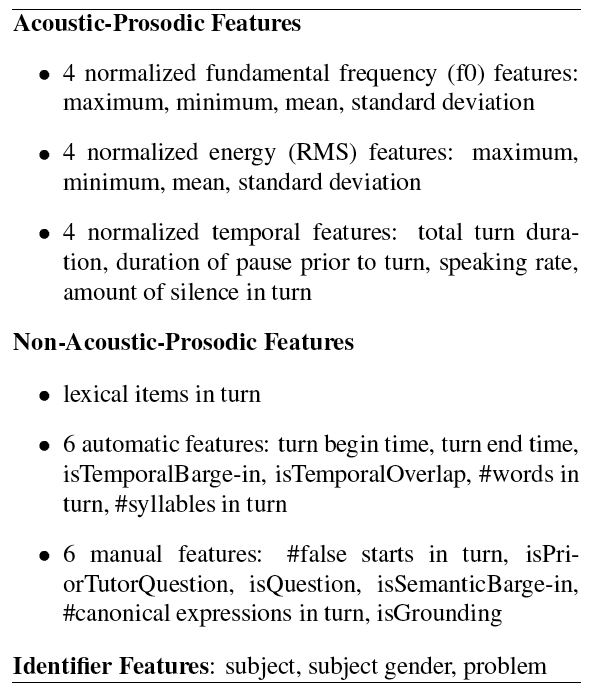 Acoustic-Prosodic Features
• 4 normalized fundamental frequency (f0) features:
maximum, minimum, mean, standard deviation
• 4 normalized energy (RMS) features: maximum,
minimum, mean, standard deviation
• 4 normalized temporal features: total turn dura-
tion, duration of pause prior to turn, speaking rate,
amount of silence in turn
Non-Acoustic-Prosodic Features
• lexical items in turn
• 6 automatic features: turn begin time, turn end time,
isTemporalBarge-in, isTemporalOverlap, #words in
turn, #syllables in turn
• 6 manual features: #false starts in turn, isPri-
orTutorQuestion, isQuestion, isSemanticBarge-in,
#canonical expressions in turn, isGrounding
Identifier Features: subject, subject gender, problem